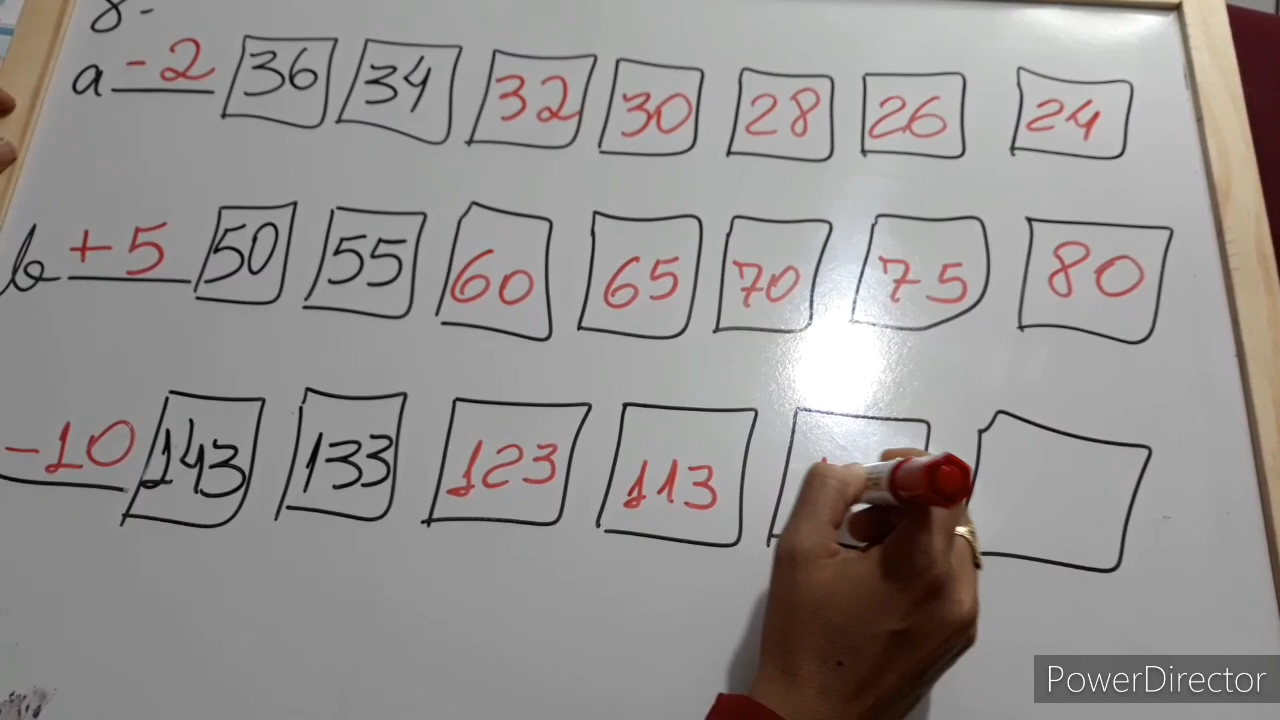 8-
a -2 36 34 32 30 28 26 24
b +5 50 55 60 65 70 75 80
-10 143 133 123 113
PowerDirector